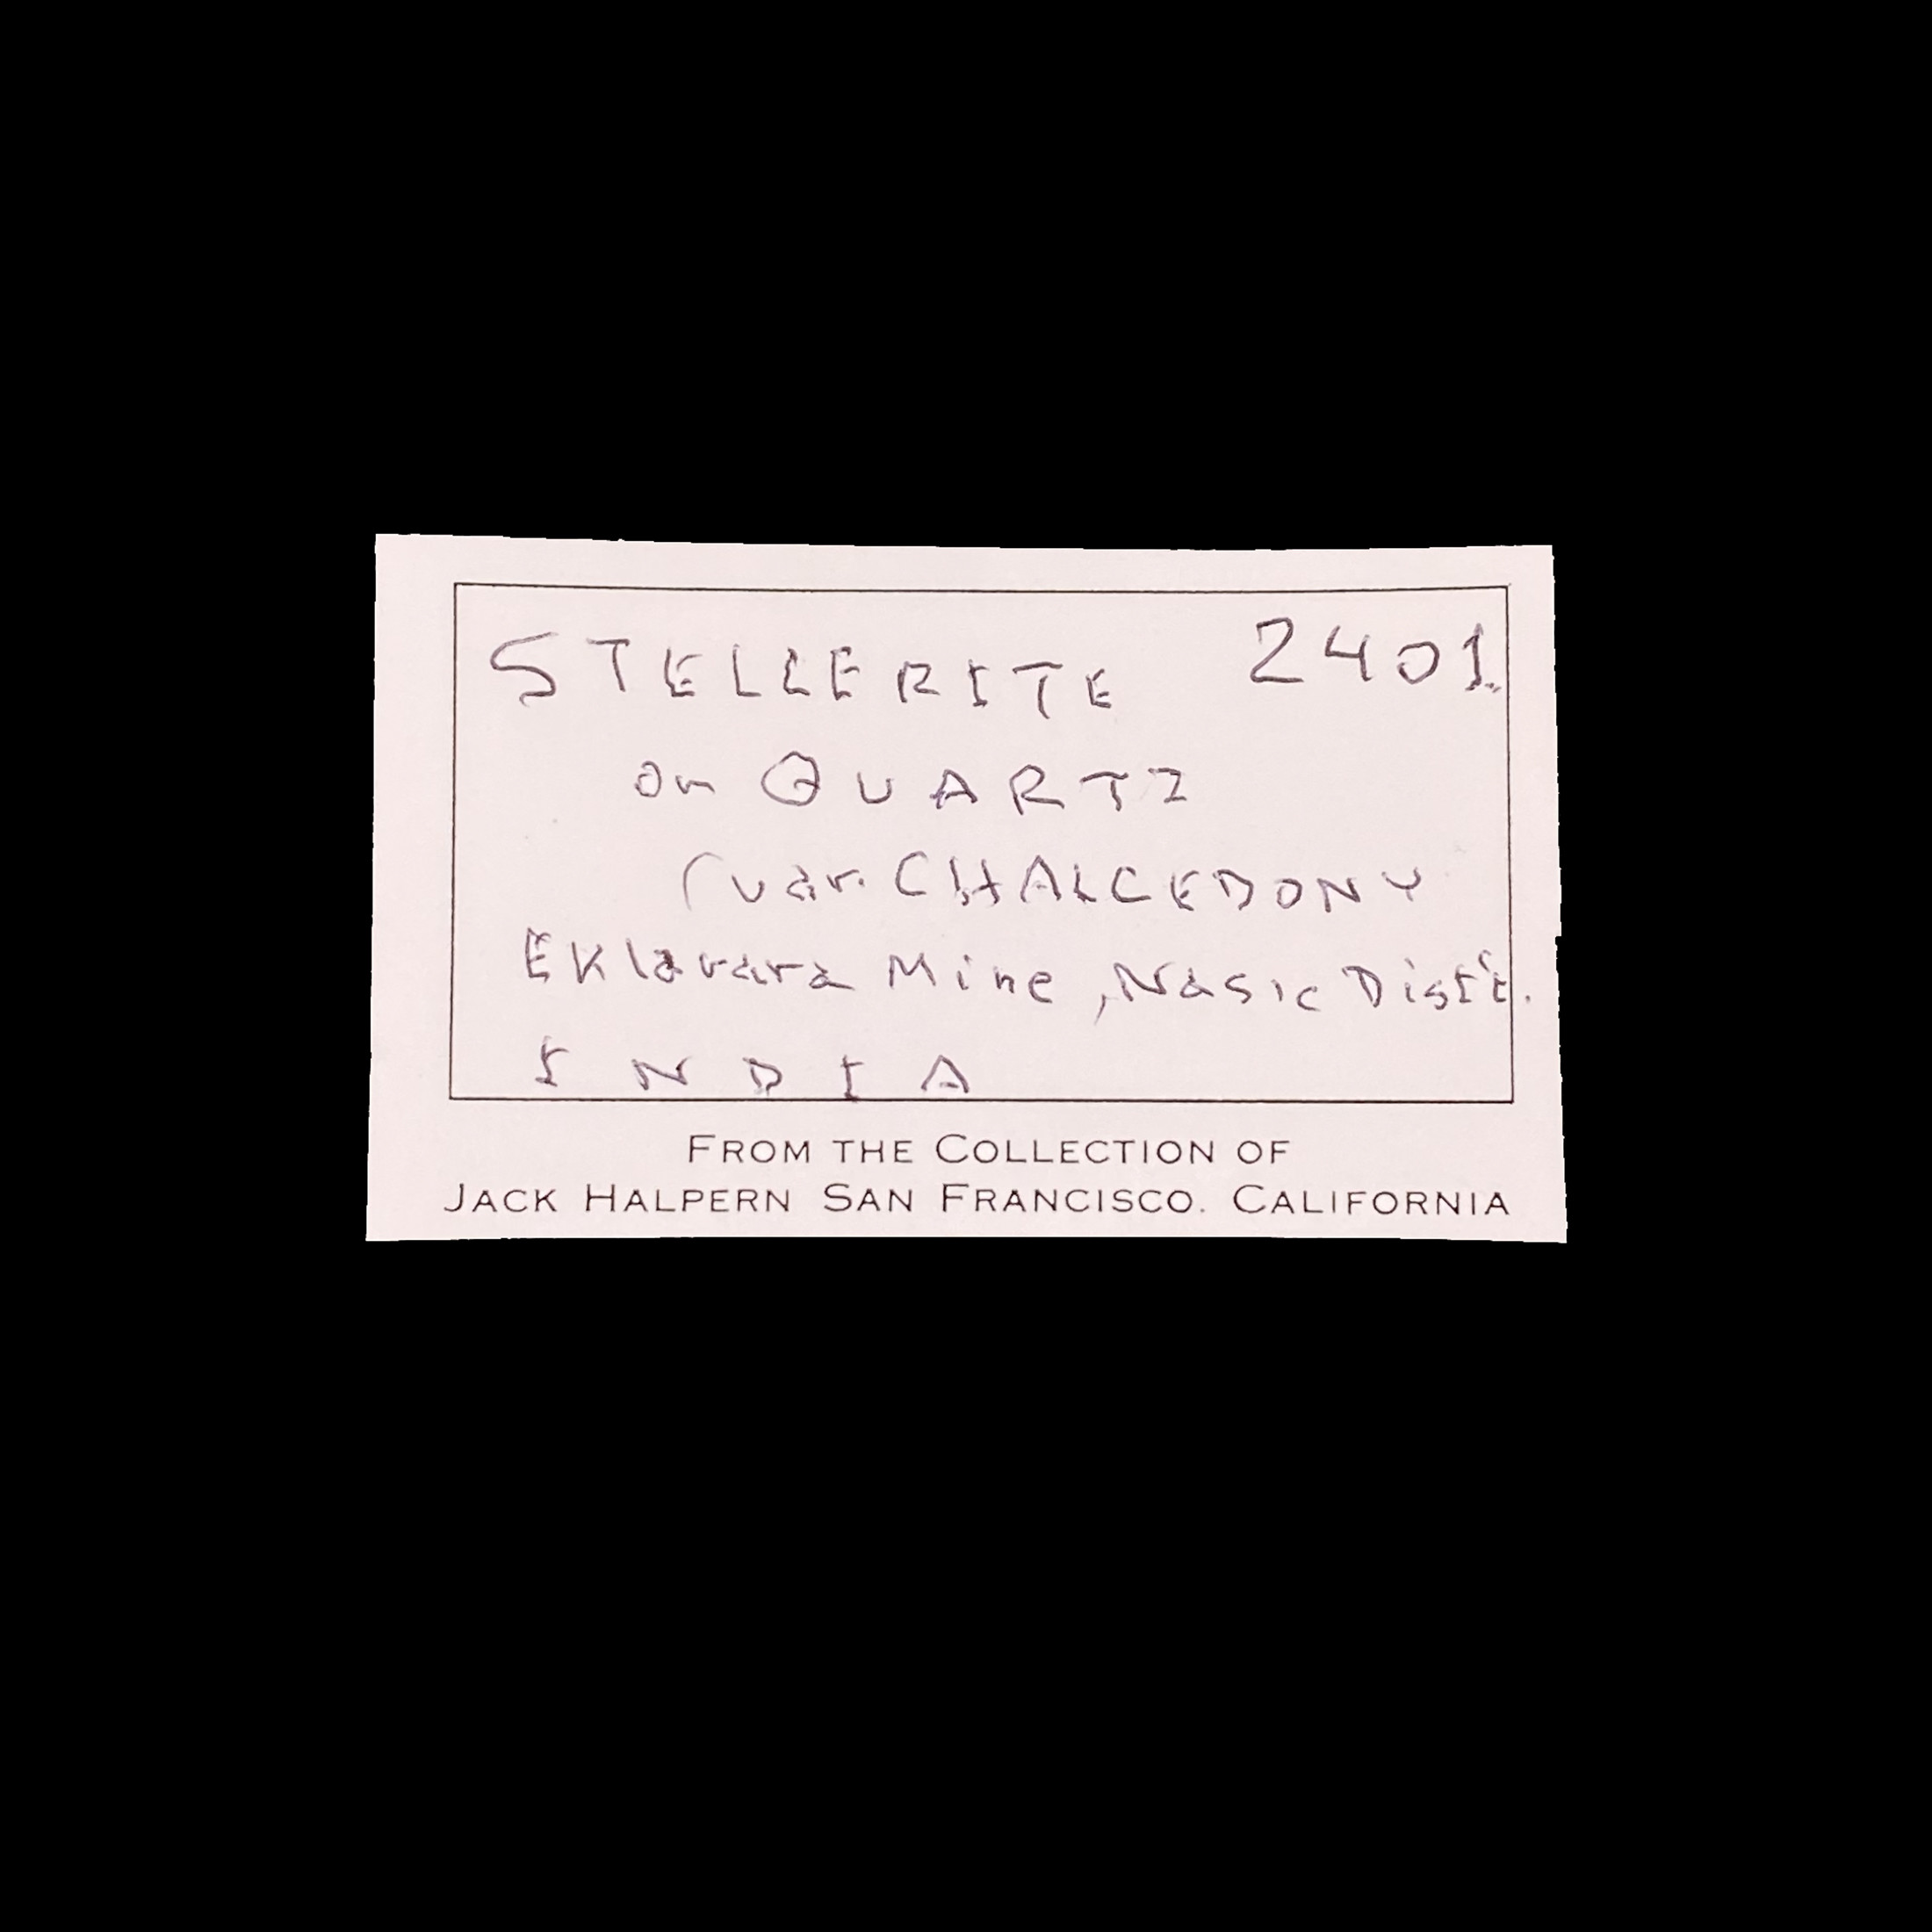 STELLERITE 2401.
on QUARTZ
(var. CHALCEDONY
Eklavara Mine, Nasic Dist't.
INDIA
FROM THE COLLECTION OF
JACK HALPERN SAN FRANCISCO. CALIFORNIA